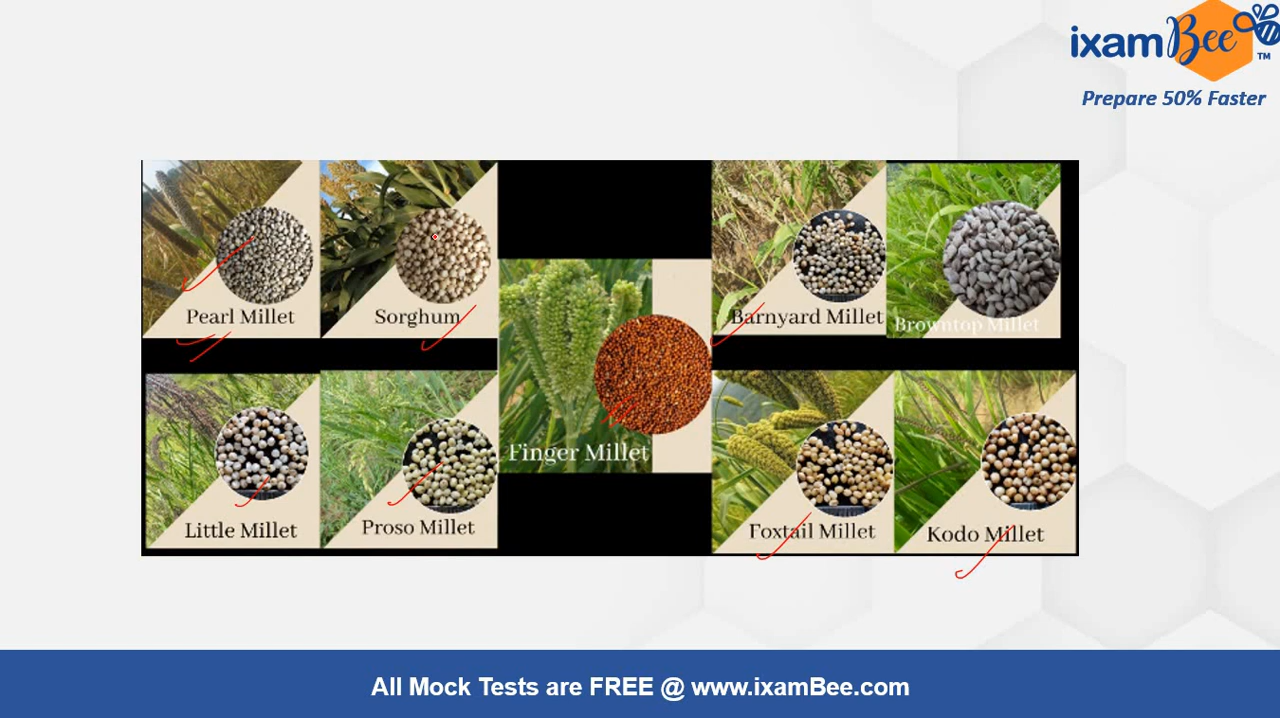 ixamBee TM
Prepare 50% Faster
Pearl Millet
Sorghum
Barnyard Millet
Browntop Millet
Finger Millet
Little Millet
Proso Millet
Foxtail Millet
Kodo Millet
All Mock Tests are FREE @ www.ixamBee.com